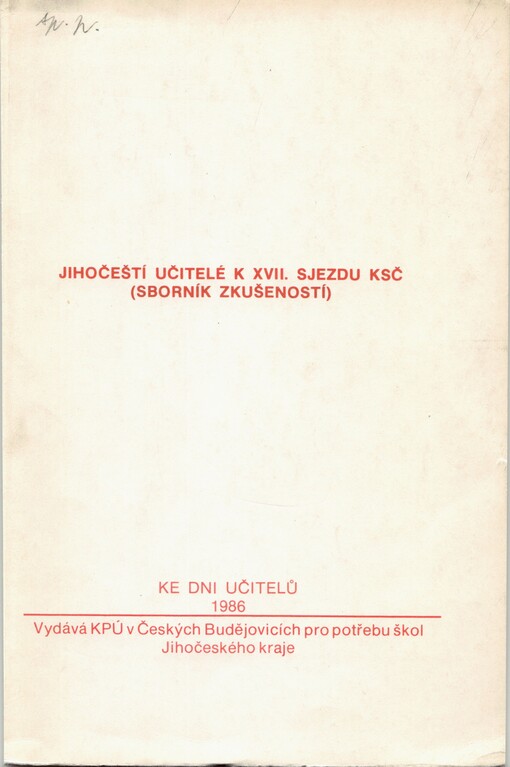 JIHOČEŠTÍ UČITELÉ K XVII. SJEZDU KSČ
(SBORNÍK ZKUŠENOSTÍ)
KE DNI UČITELŮ
1986
Vydává KPÚ v Českých Budějovicích pro potřebu škol
Jihočeského kraje